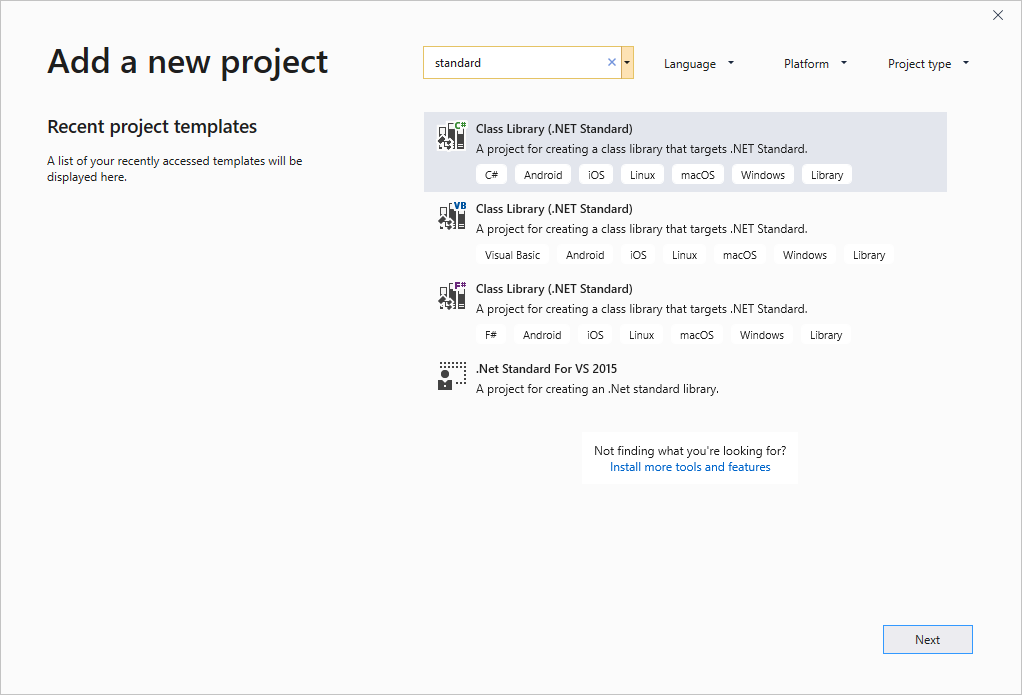 Add a new project
standard
Language
Platform
Project type
Recent project templates
A list of your recently accessed templates will be
displayed here.
C#
Class Library (.NET Standard)
A project for creating a class library that targets .NET Standard.
C# Android iOS Linux macOS Windows Library
VB
Class Library (.NET Standard)
A project for creating a class library that targets .NET Standard.
Visual Basic Android iOS Linux macOS Windows Library
F#
Class Library (.NET Standard)
A project for creating a class library that targets .NET Standard.
F# Android iOS Linux macOS Windows Library
.Net Standard For VS 2015
A project for creating an .Net standard library.
Not finding what you're looking for?
Install more tools and features
Next